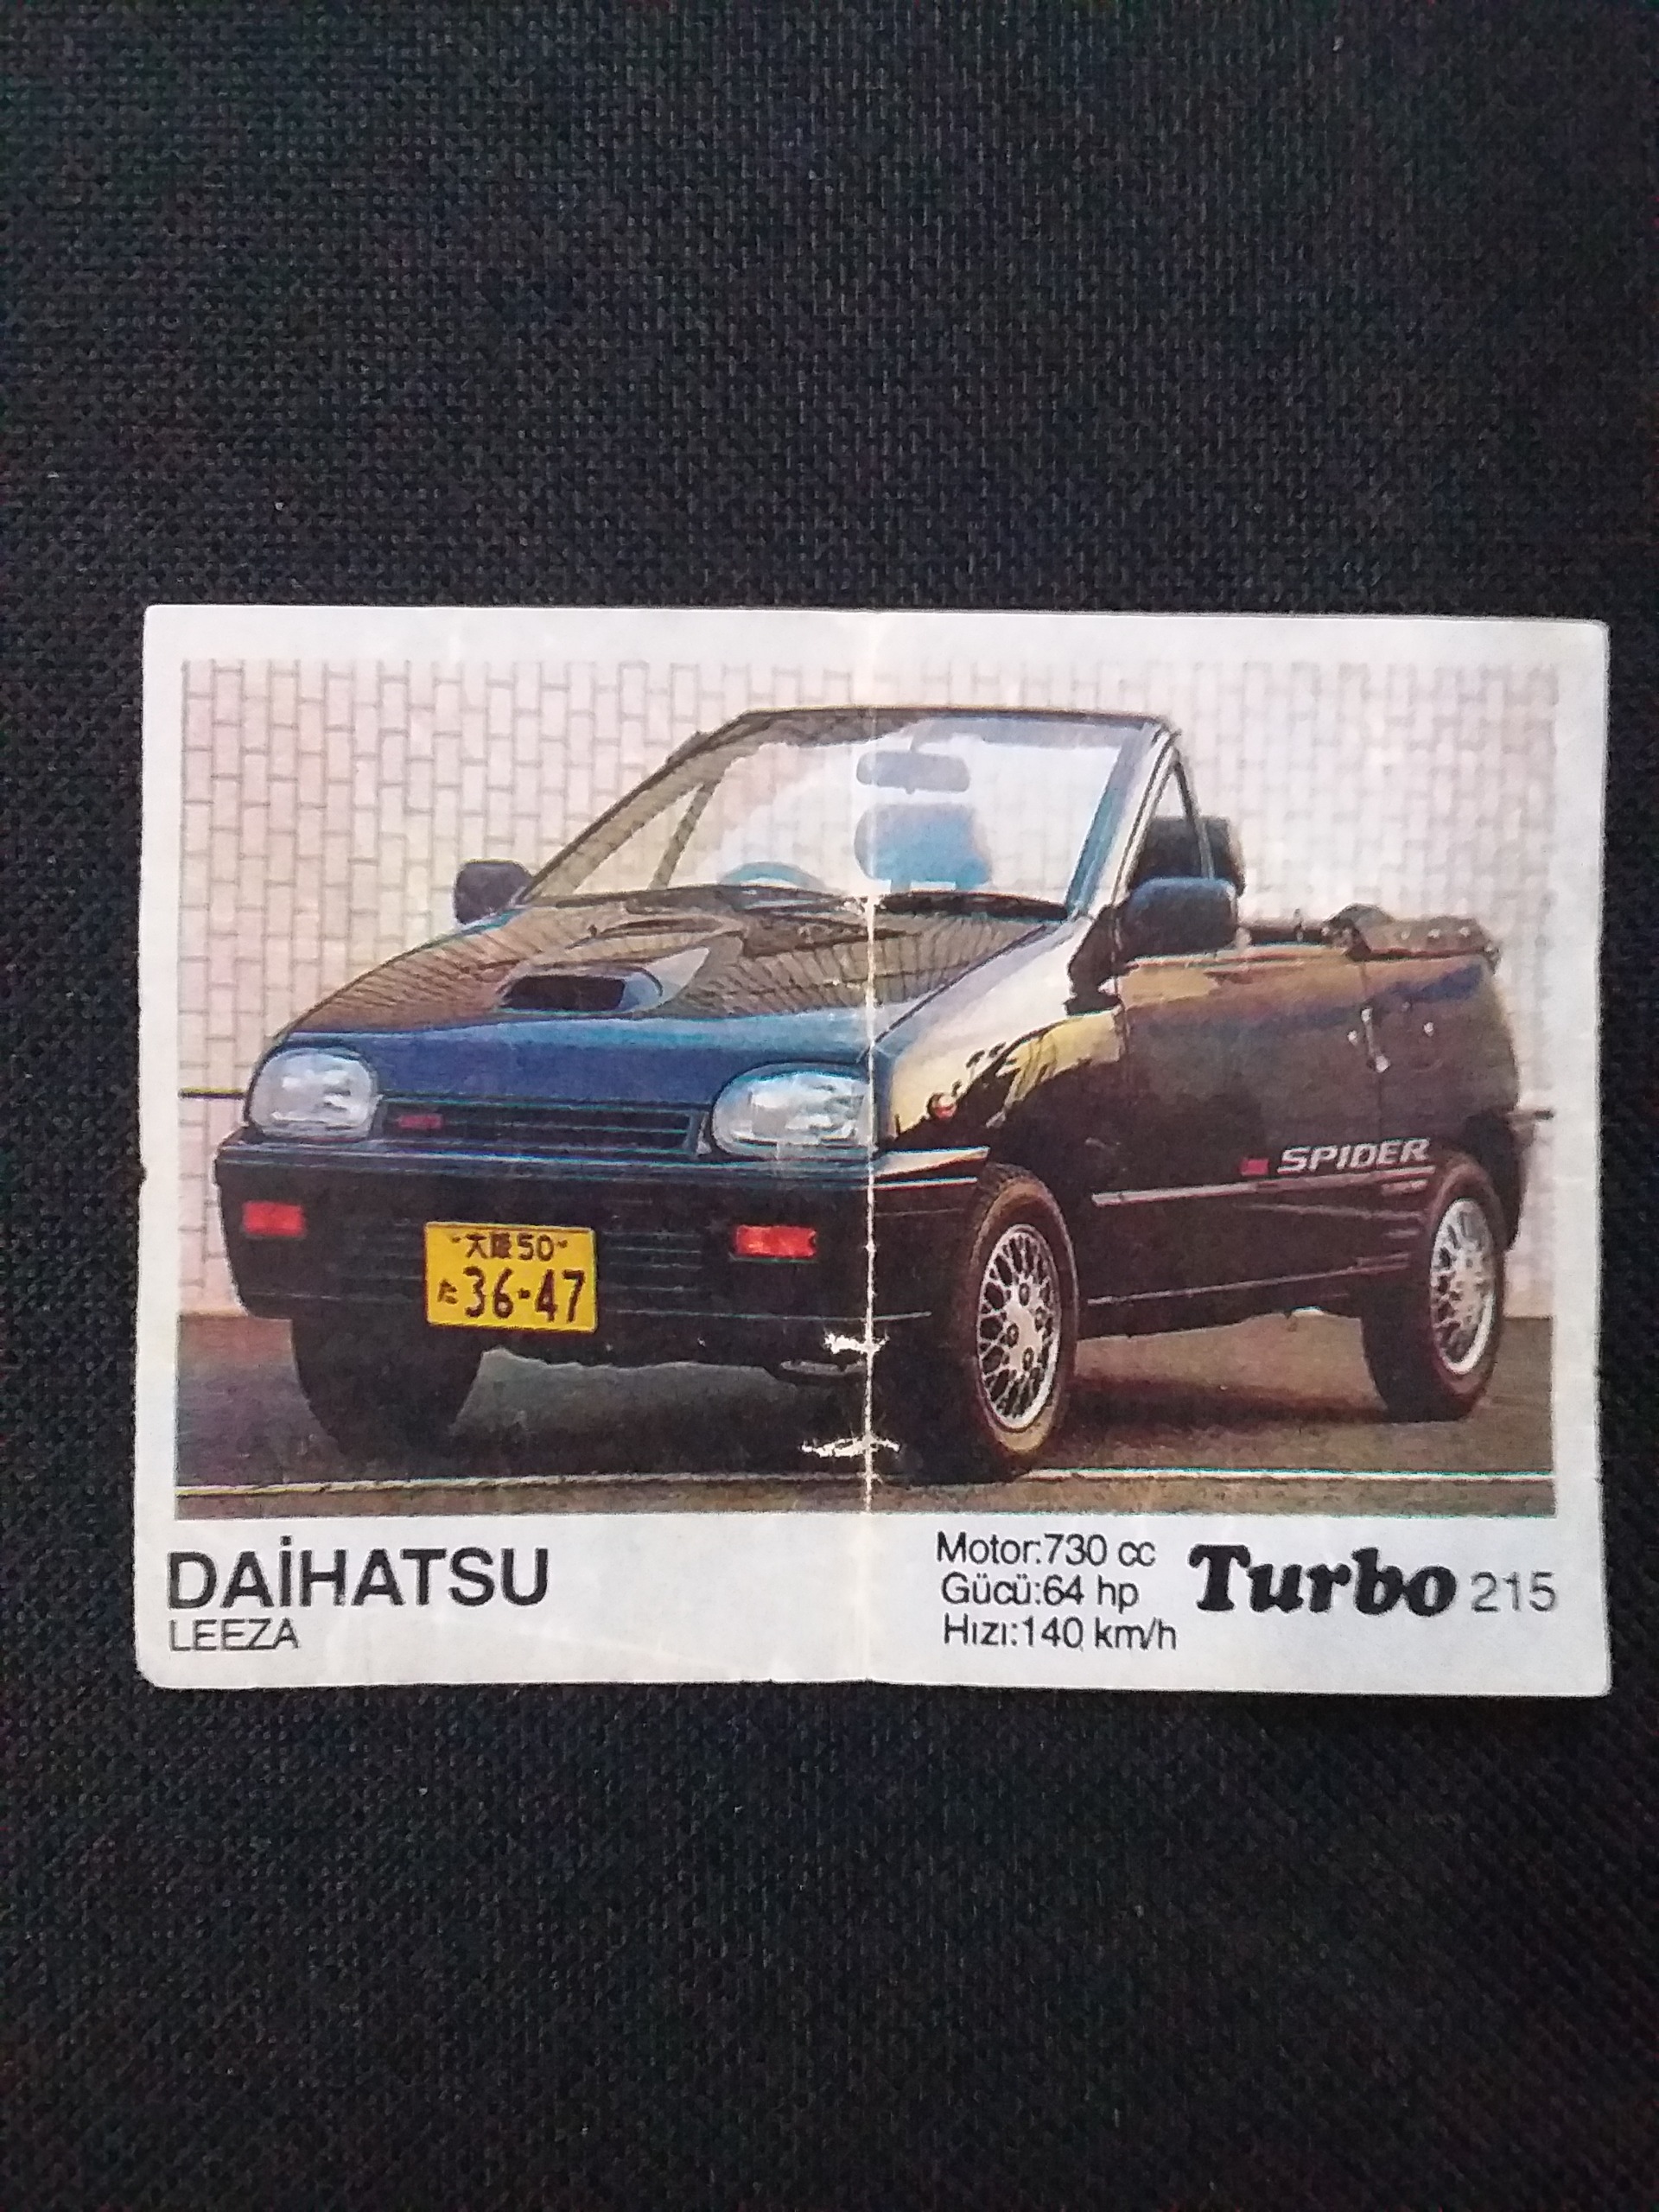 SPIDER
大阪50
た36-47
DAİHATSU
LEEZA
Motor:730 cc
Gücü:64 hp
Hızı:140 km/h
Turbo 215